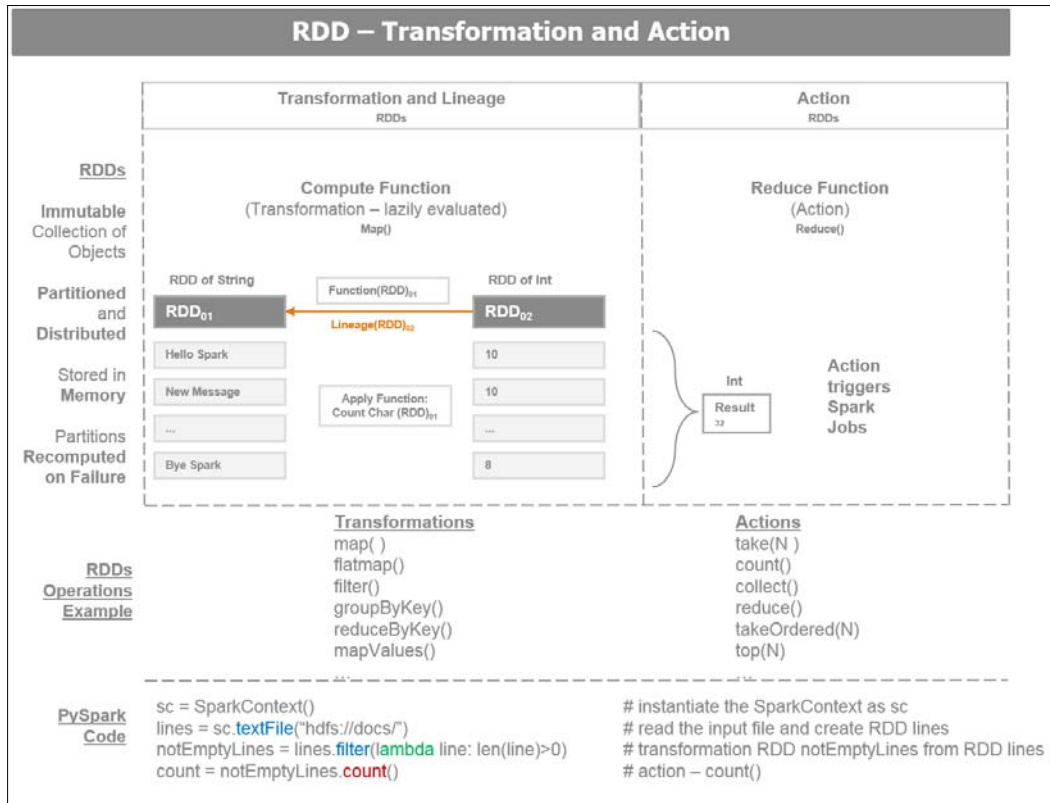 RDD – Transformation and Action
Transformation and Lineage
RDDs
Action
RDDs
RDDs
Immutable
Collection of
Objects
Partitioned
and
Distributed
Stored in
Memory
Partitions
Recomputed
on Failure
Compute Function
(Transformation – lazily evaluated)
Map()
RDD of String
RDD01
Hello Spark
New Message
...
Bye Spark
Function(RDD)01
Lineage(RDD)02
Apply Function:
Count Char (RDD)01
RDD of Int
RDD02
10
10
...
8
Reduce Function
(Action)
Reduce()
Int
Result
32
Action
triggers
Spark
Jobs
RDDs
Operations
Example
Transformations
map( )
flatmap()
filter()
groupByKey()
reduceByKey()
mapValues()
...
Actions
take(N )
count()
collect()
reduce()
takeOrdered(N)
top(N)
...
PySpark
Code
sc = SparkContext()
lines = sc.textFile(“hdfs://docs/”)
notEmptyLines = lines.filter(lambda line: len(line)>0)
count = notEmptyLines.count()
# instantiate the SparkContext as sc
# read the input file and create RDD lines
# transformation RDD notEmptyLines from RDD lines
# action – count()